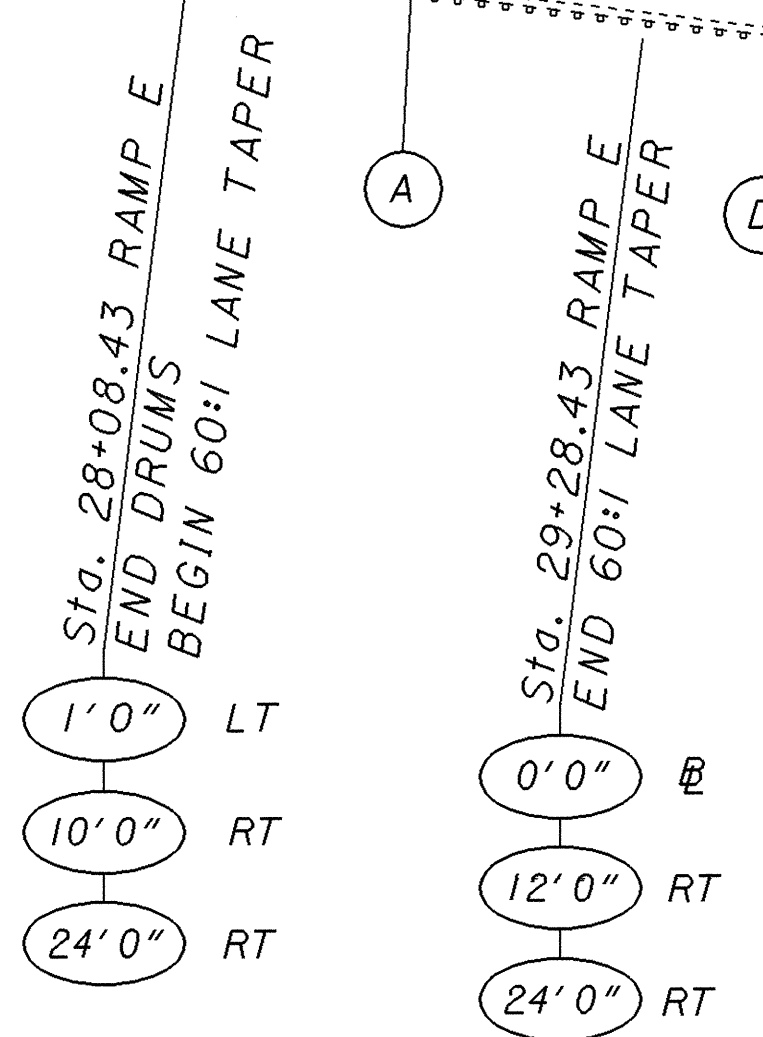 Sta. 28+08.43 RAMP E
END DRUMS
BEGIN 60:1 LANE TAPER
1'0" LT
10'0" RT
24'0" RT
A
Sta. 29+28.43 RAMP E
END 60:1 LANE TAPER
0'0" BL
12'0" RT
24'0" RT
D